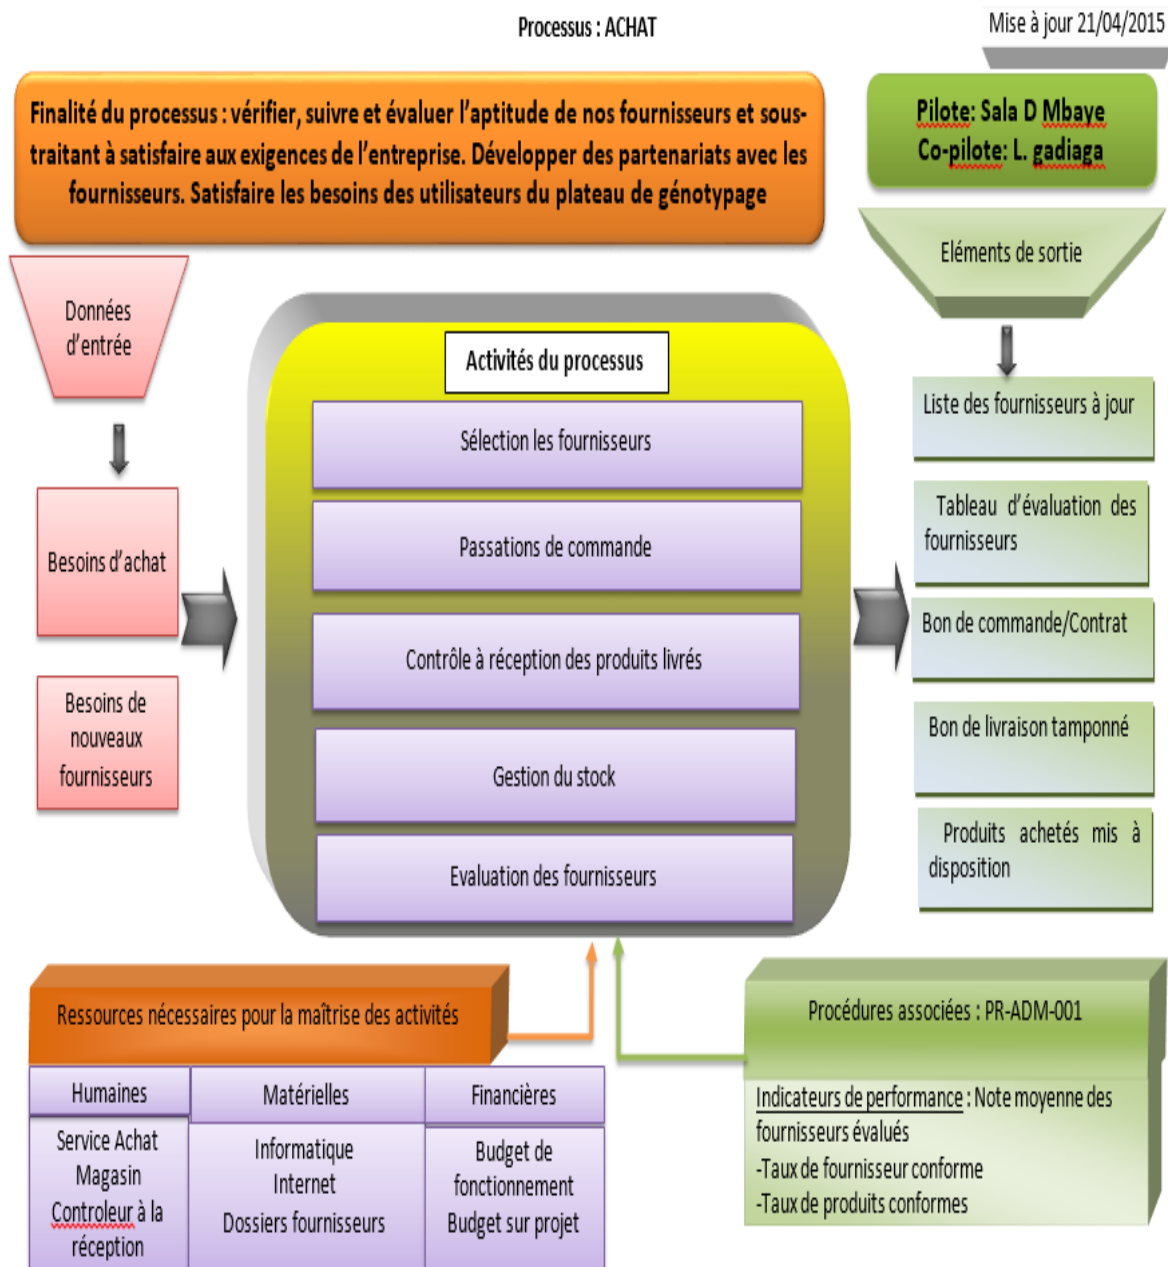 Processus : ACHAT
Mise à jour 21/04/2015
Finalité du processus : vérifier, suivre et évaluer l'aptitude de nos fournisseurs et sous-
traitant à satisfaire aux exigences de l'entreprise. Développer des partenariats avec les
fournisseurs. Satisfaire les besoins des utilisateurs du plateau de génotypage
Pilote: Sala D Mbaye
Co-pilote: L. gadiaga
Données
d'entrée
Besoins d'achat
Besoins de
nouveaux
fournisseurs
Activités du processus
Sélection les fournisseurs
Passations de commande
Contrôle à réception des produits livrés
Gestion du stock
Evaluation des fournisseurs
Eléments de sortie
Liste des fournisseurs à jour
Tableau d'évaluation des
fournisseurs
Bon de commande/Contrat
Bon de livraison tamponné
Produits achetés mis à
disposition
Ressources nécessaires pour la maîtrise des activités
Humaines
Service Achat
Magasin
Controleur à la
réception
Matérielles
Informatique
Internet
Dossiers fournisseurs
Financières
Budget de
fonctionnement
Budget sur projet
Procédures associées : PR-ADM-001
Indicateurs de performance : Note moyenne des
fournisseurs évalués
-Taux de fournisseur conforme
-Taux de produits conformes